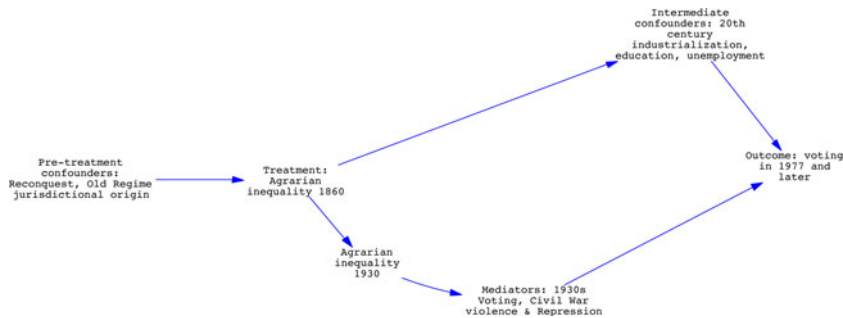 Pre-treatment
confounders:
Reconquest, Old Regime
jurisdictional origin
Treatment:
Agrarian
inequality 1860
Agrarian
inequality
1930
Mediators: 1930s
Voting, Civil War
violence & Repression
Intermediate
confounders: 20th
century
industrialization,
education, unemployment
Outcome: voting
in 1977 and
later